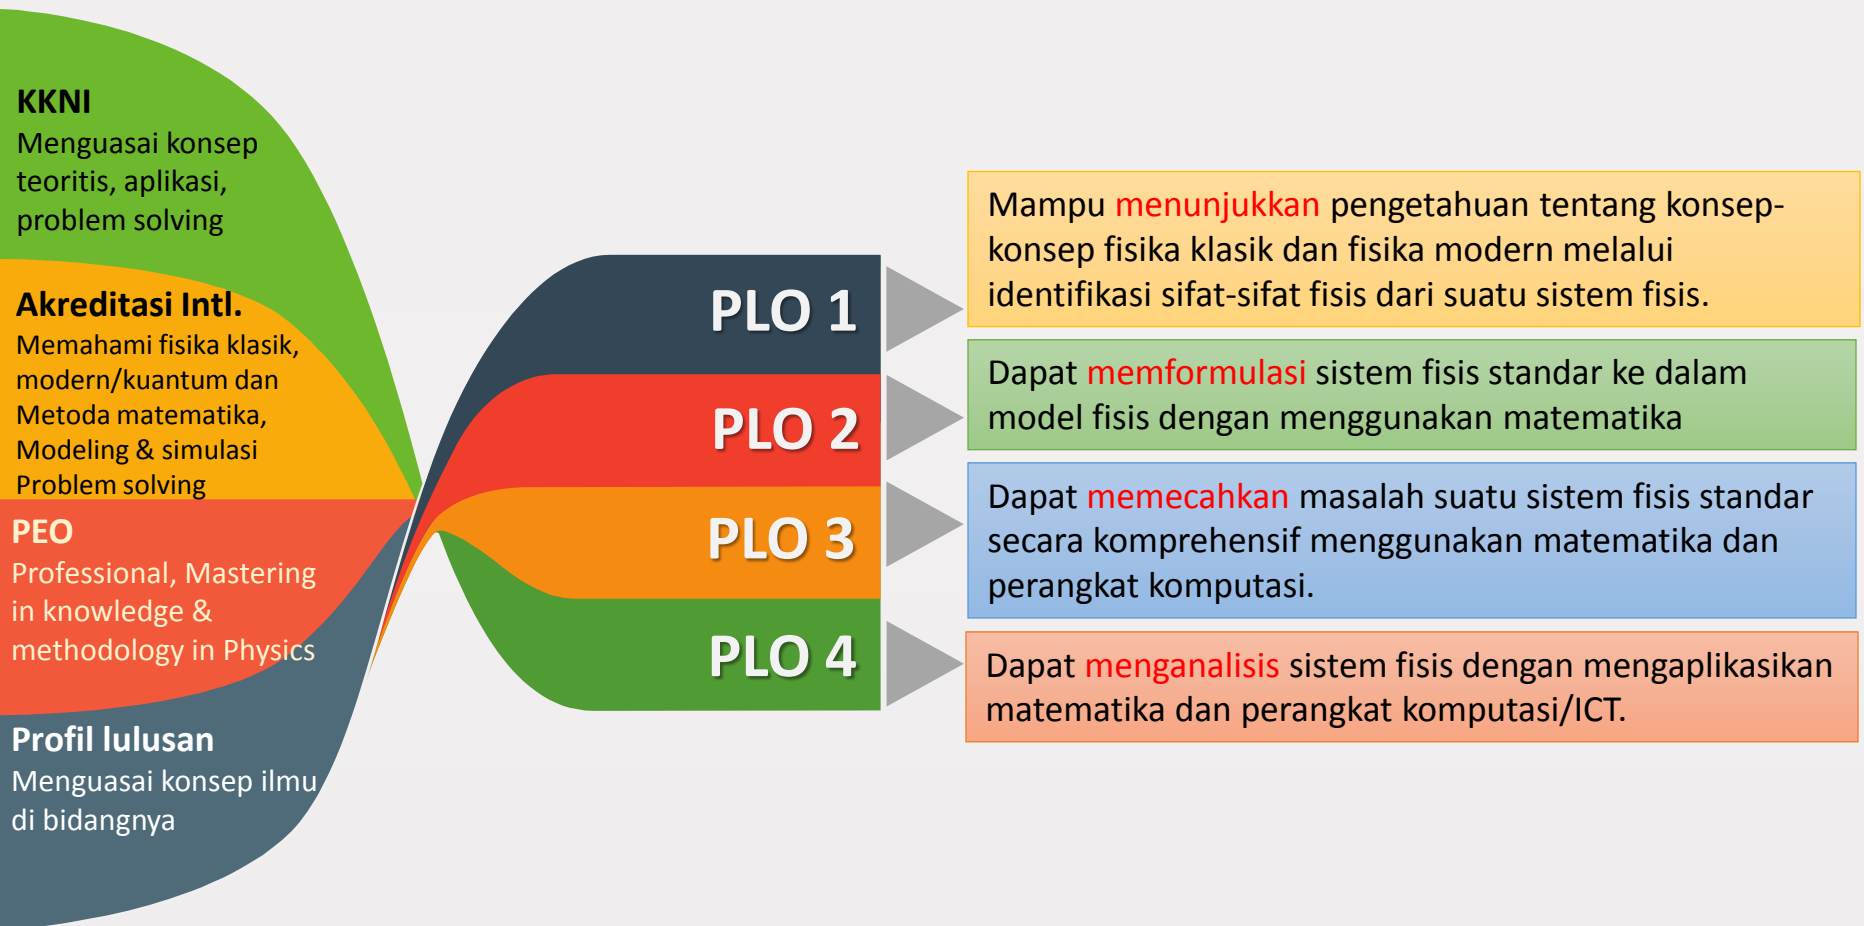 KKNI
Menguasai konsep
teoritis, aplikasi,
problem solving
Akreditasi Intl.
Memahami fisika klasik,
modern/kuantum dan
Metoda matematika,
Modeling & simulasi
Problem solving
PEO
Professional, Mastering
in knowledge &
methodology in Physics
Profil lulusan
Menguasai konsep ilmu
di bidangnya
PLO 1
Mampu menunjukkan pengetahuan tentang konsep-
konsep fisika klasik dan fisika modern melalui
identifikasi sifat-sifat fisis dari suatu sistem fisis.
PLO 2
Dapat memformulasi sistem fisis standar ke dalam
model fisis dengan menggunakan matematika
PLO 3
Dapat memecahkan masalah suatu sistem fisis standar
secara komprehensif menggunakan matematika dan
perangkat komputasi.
PLO 4
Dapat menganalisis sistem fisis dengan mengaplikasikan
matematika dan perangkat komputasi/ICT.